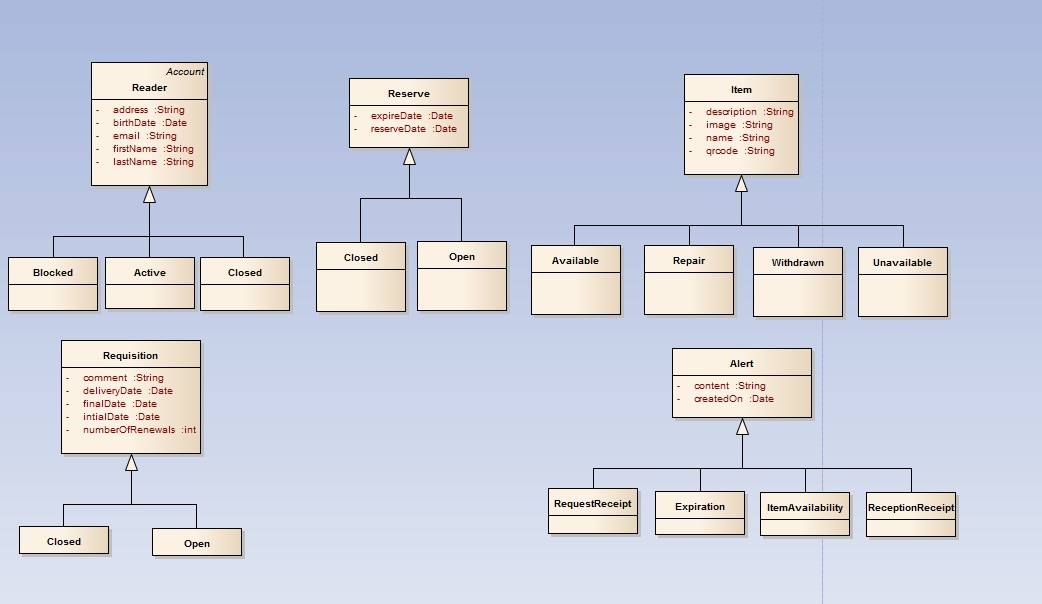 Account
Reader
- address :String
- birthDate :Date
- email :String
- firstName :String
- lastName :String
Blocked
Active
Closed
Reserve
- expireDate :Date
- reserveDate :Date
Closed
Open
Item
- description :String
- image :String
- name :String
- qrcode :String
Available
Repair
Withdrawn
Unavailable
Requisition
- comment :String
- deliveryDate :Date
- finalDate :Date
- intialDate :Date
- numberOfRenewals :int
Closed
Open
Alert
- content :String
- createdOn :Date
RequestReceipt
Expiration
ItemAvailability
ReceptionReceipt